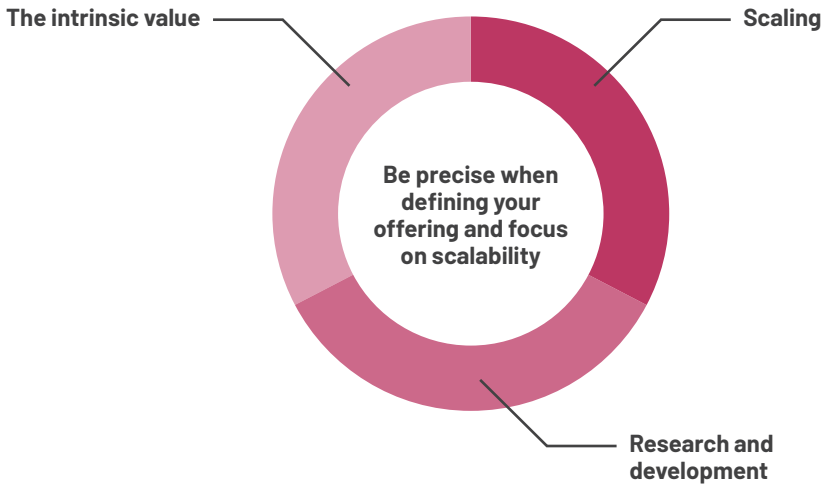 The intrinsic value
Scaling
Be precise when
defining your
offering and focus
on scalability
Research and
development